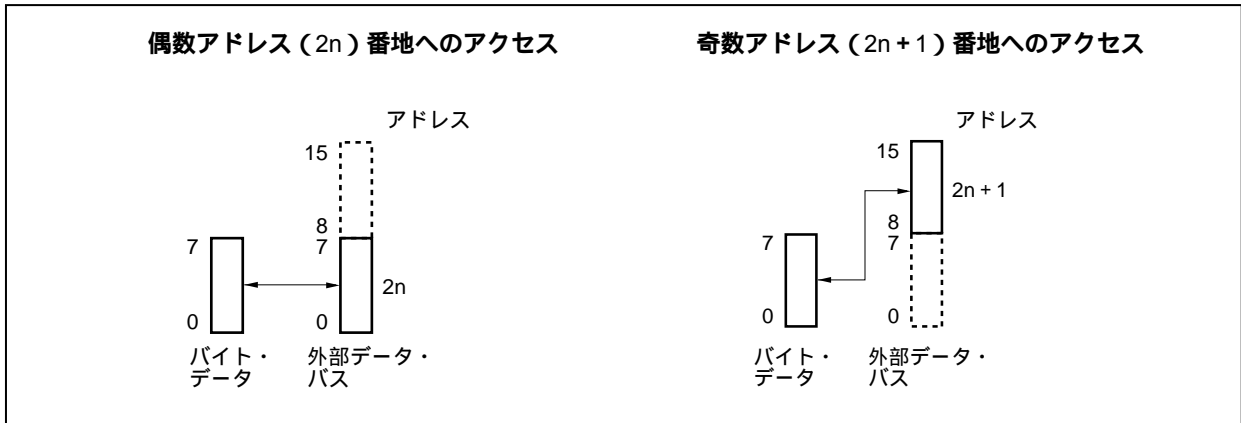 偶数アドレス（2n）番地へのアクセス
アドレス
15
8
7
7
2n
0
0
バイト・
データ
外部データ・
バス
奇数アドレス（2n＋1）番地へのアクセス
アドレス
15
2n + 1
8
7
7
0
0
バイト・
データ
外部データ・
バス